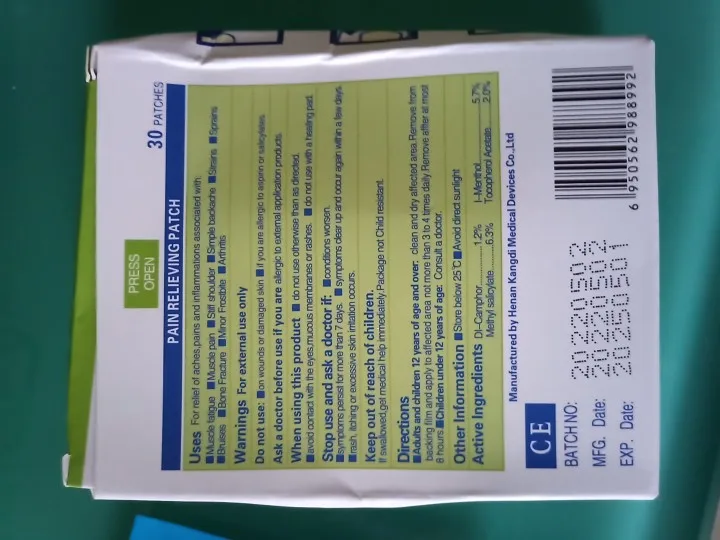 PRESS
OPEN
30 PATCHES
PAIN RELIEVING PATCH
Uses For relief of aches,pains and inflammations associated with:
■Muscle fatigue ■Muscle pain ■Stiff shoulder ■Simple backache ■Strains ■Sprains
■Bruises ■Bone Fracture ■Minor Frostbite ■Arthritis
Warnings For external use only
Do not use: ■on wounds or damaged skin ■if you are allergic to aspirin or salicylates.
Ask a doctor before use if you are allergic to external application products.
When using this product ■do not use otherwise than as directed.
■avoid contact with the eyes,mucous membranes or rashes. ■do not use with a heating pad.
Stop use and ask a doctor if: ■conditions worsen.
■symptoms persist for more than 7 days. ■symptoms clear up and occur again within a few days.
■rash, itching or excessive skin irritation occurs.
Keep out of reach of children.
If swallowed,get medical help immediately.Package not Child resistant.
Directions
■Adults and children 12 years of age and over: clean and dry affected area.Remove from
backing film and apply to affected area not more than 3 to 4 times daily.Remove after at most
8 hours ■Children under 12 years of age: Consult a doctor.
Other Information ■Store below 25℃ ■Avoid direct sunlight
Active Ingredients Dl-Camphor..........1.2% l-Menthol..........5.7%
Methyl salicylate......6.3% Tocopherol Acetate......2.0%
Manufactured by Henan Kangdi Medical Devices Co.,Ltd
CE
BATCH NO: 20220502
MFG. Date: 20220502
EXP. Date: 20250501
6 950562 988992